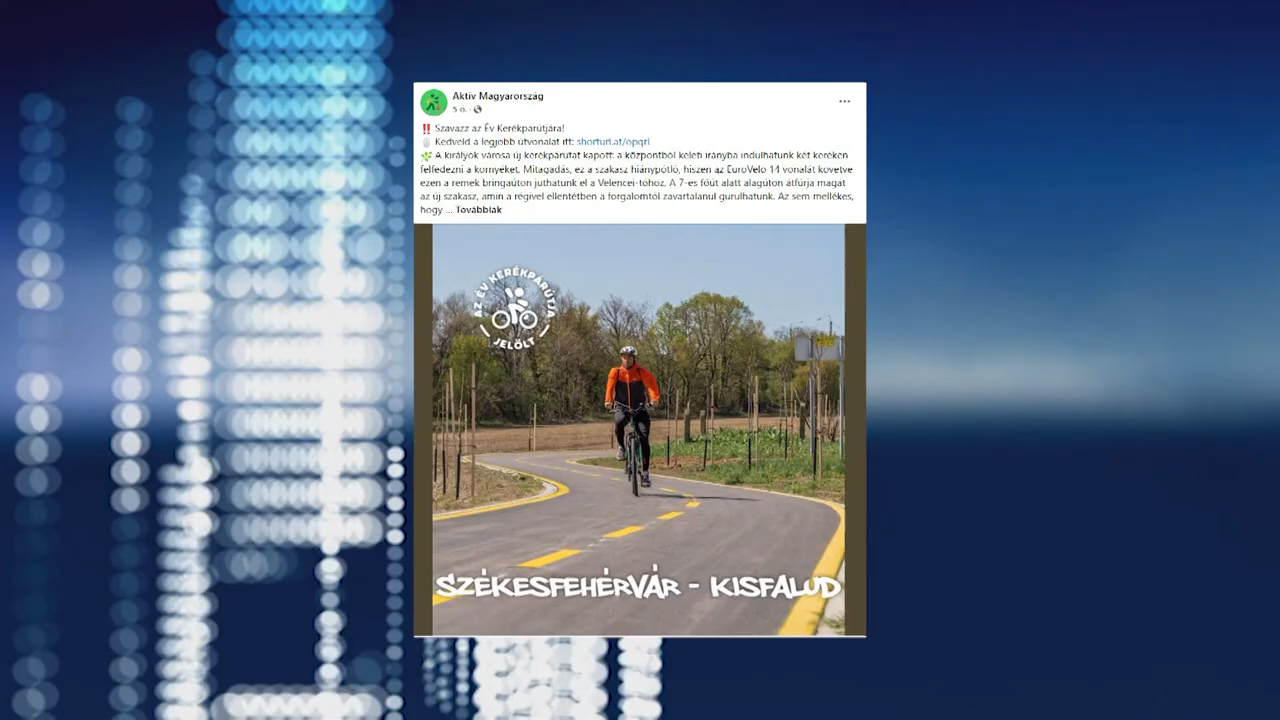 Aktív Magyarország
5 ó.
Szavazz az Év Kerékpárútjára!
Kedveld a legjobb útvonalat itt: shorturl.at/opqrl
A királyok városa új kerékpárutat kapott: a központból keleti irányba indulhatunk két keréken
felfedezni a környéket. Mitagadás, ez a szakasz hiánypótló, hiszen az EuroVelo 14 vonalát követve
ezen a remek bringaúton juthatunk el a Velencei-tóhoz. A 7-es főút alatt alagúton átfúrja magát
az új szakasz, amin a régivel ellentétben a forgalomtól zavartalanul gurulhatunk. Az sem mellékes,
hogy ... Továbbiak
AZ ÉV KERÉKPÁRÚTJA
JELÖLT
SZÉKESFEHÉRVÁR - KISFALUD